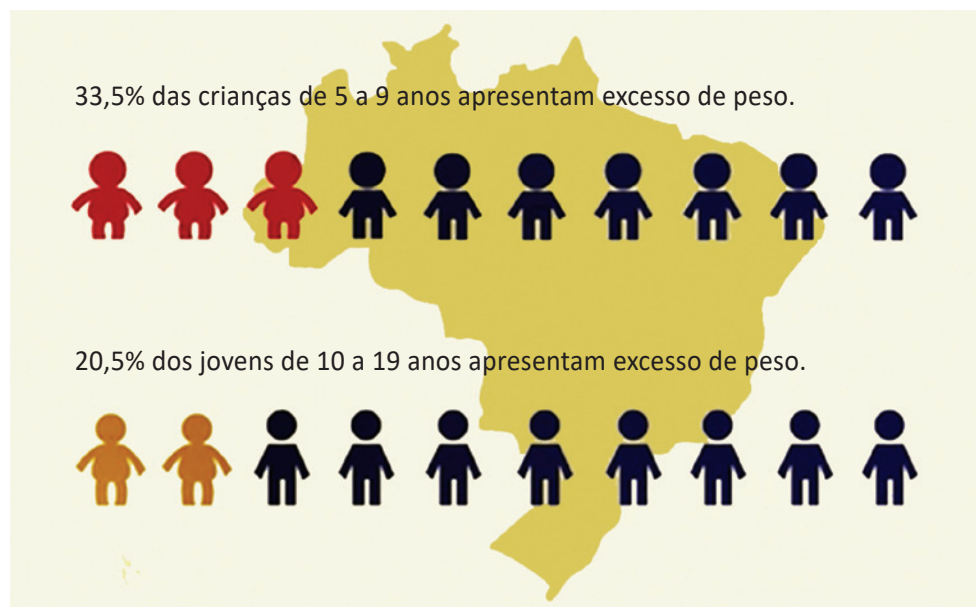 33,5% das crianças de 5 a 9 anos apresentam excesso de peso.
20,5% dos jovens de 10 a 19 anos apresentam excesso de peso.